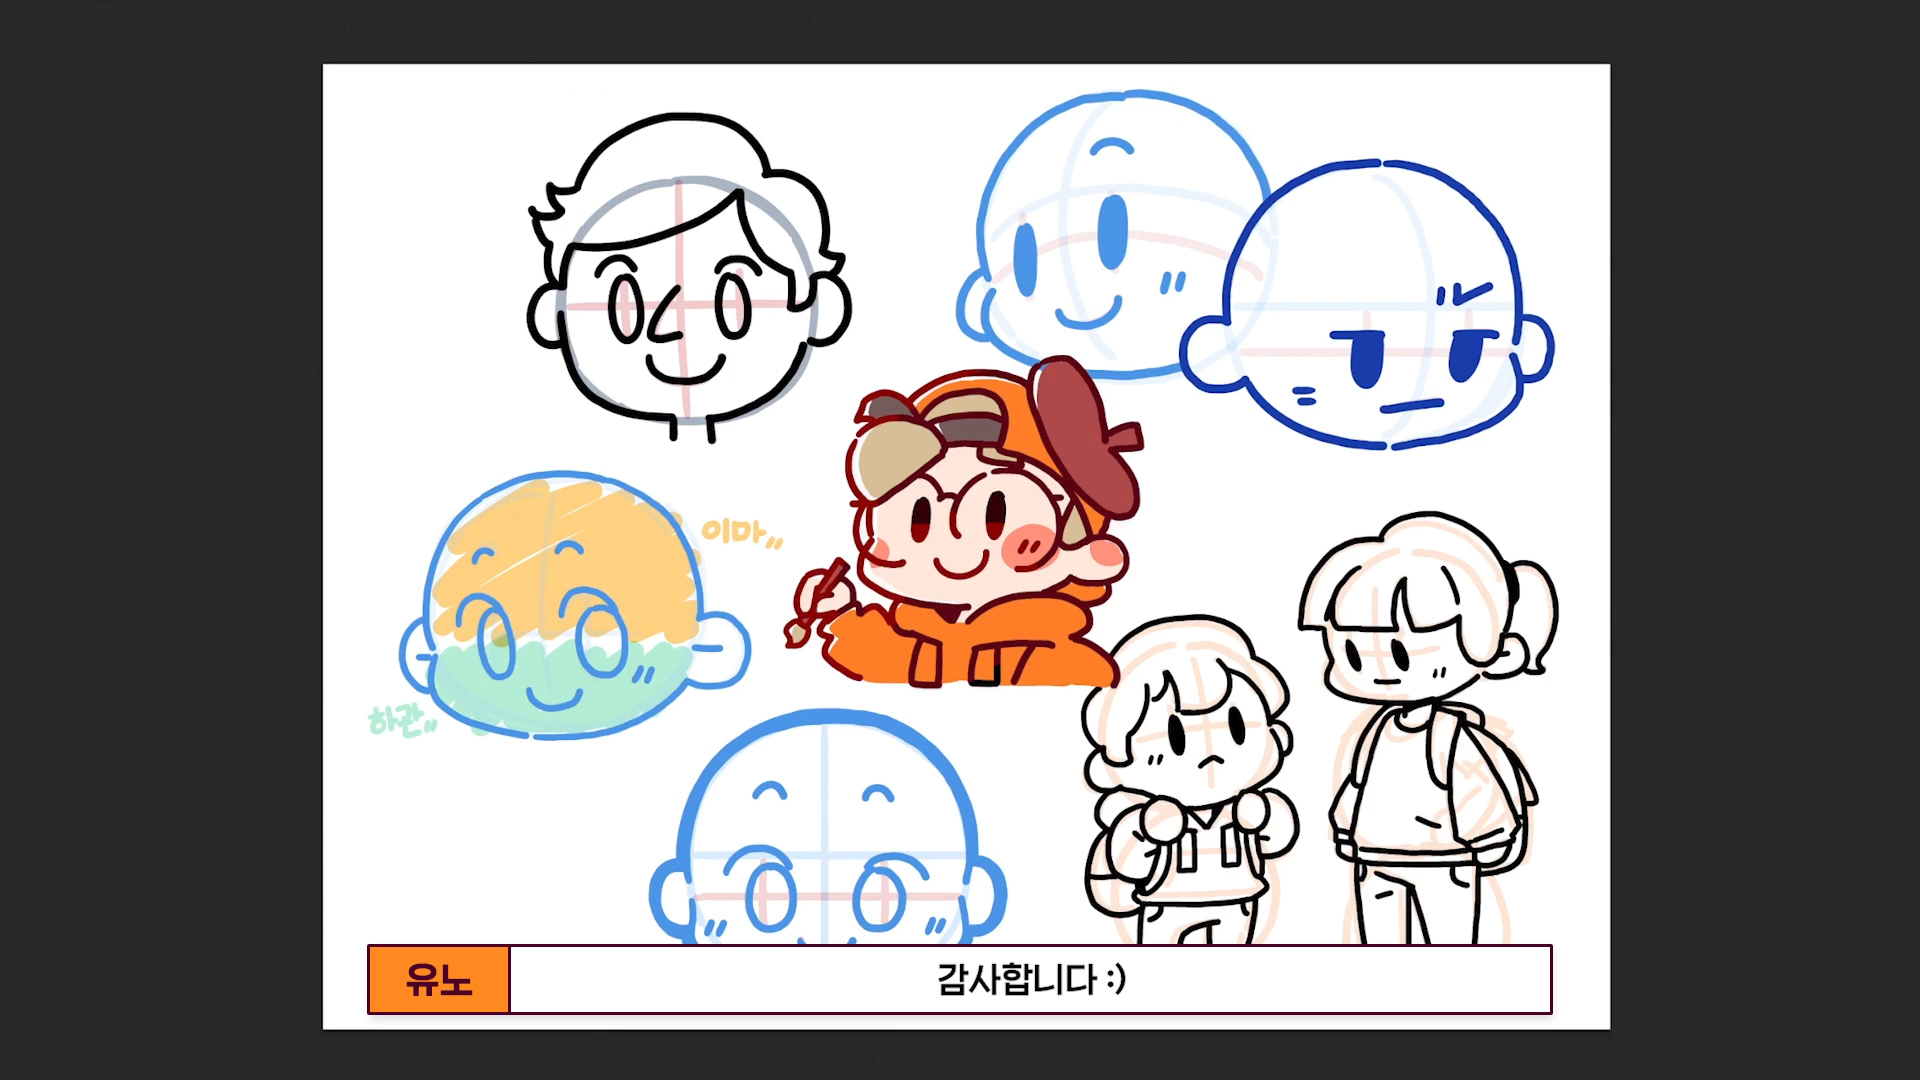 이마
하관
유노
감사합니다 :)